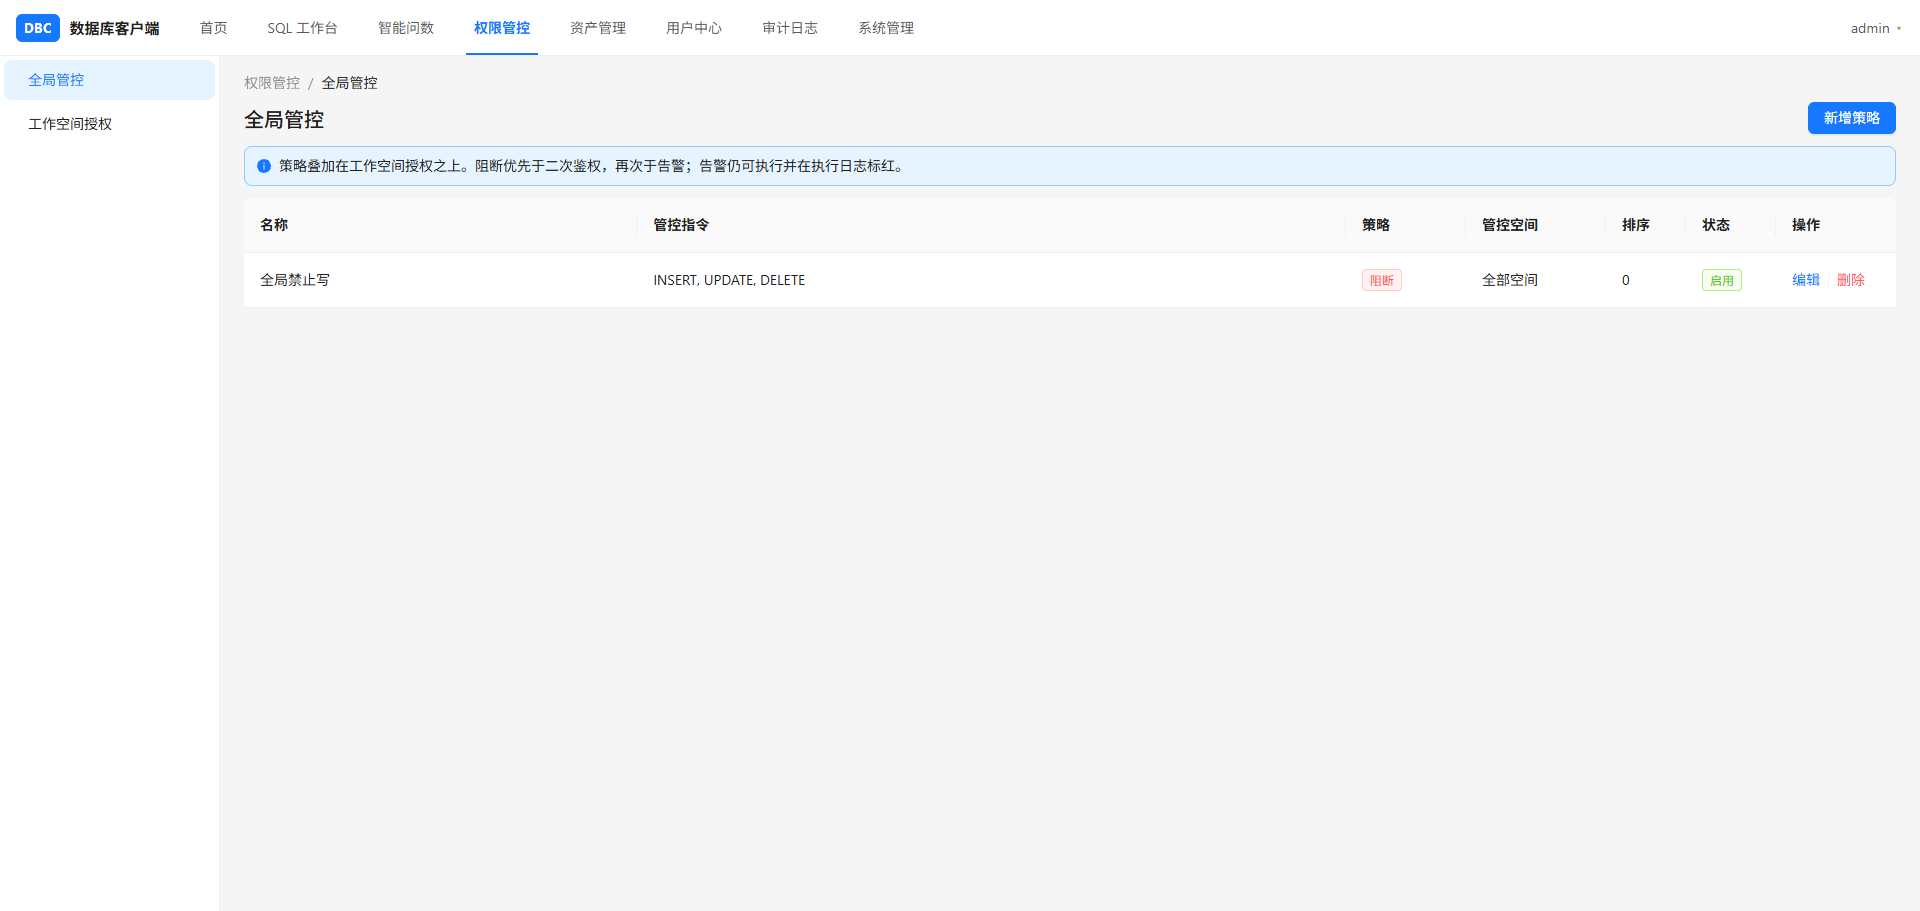 DBC 数据库客户端 首页 SQL 工作台 智能问数 权限管控 资产管理 用户中心 审计日志 系统管理 admin
全局管控
工作空间授权
权限管控 / 全局管控
全局管控
新增策略
策略叠加在工作空间授权之上。阻断优先于二次鉴权，再次于告警；告警仍可执行并在执行日志标红。
名称 管控指令 策略 管控空间 排序 状态 操作
全局禁止写 INSERT, UPDATE, DELETE 阻断 全部空间 0 启用 编辑 删除